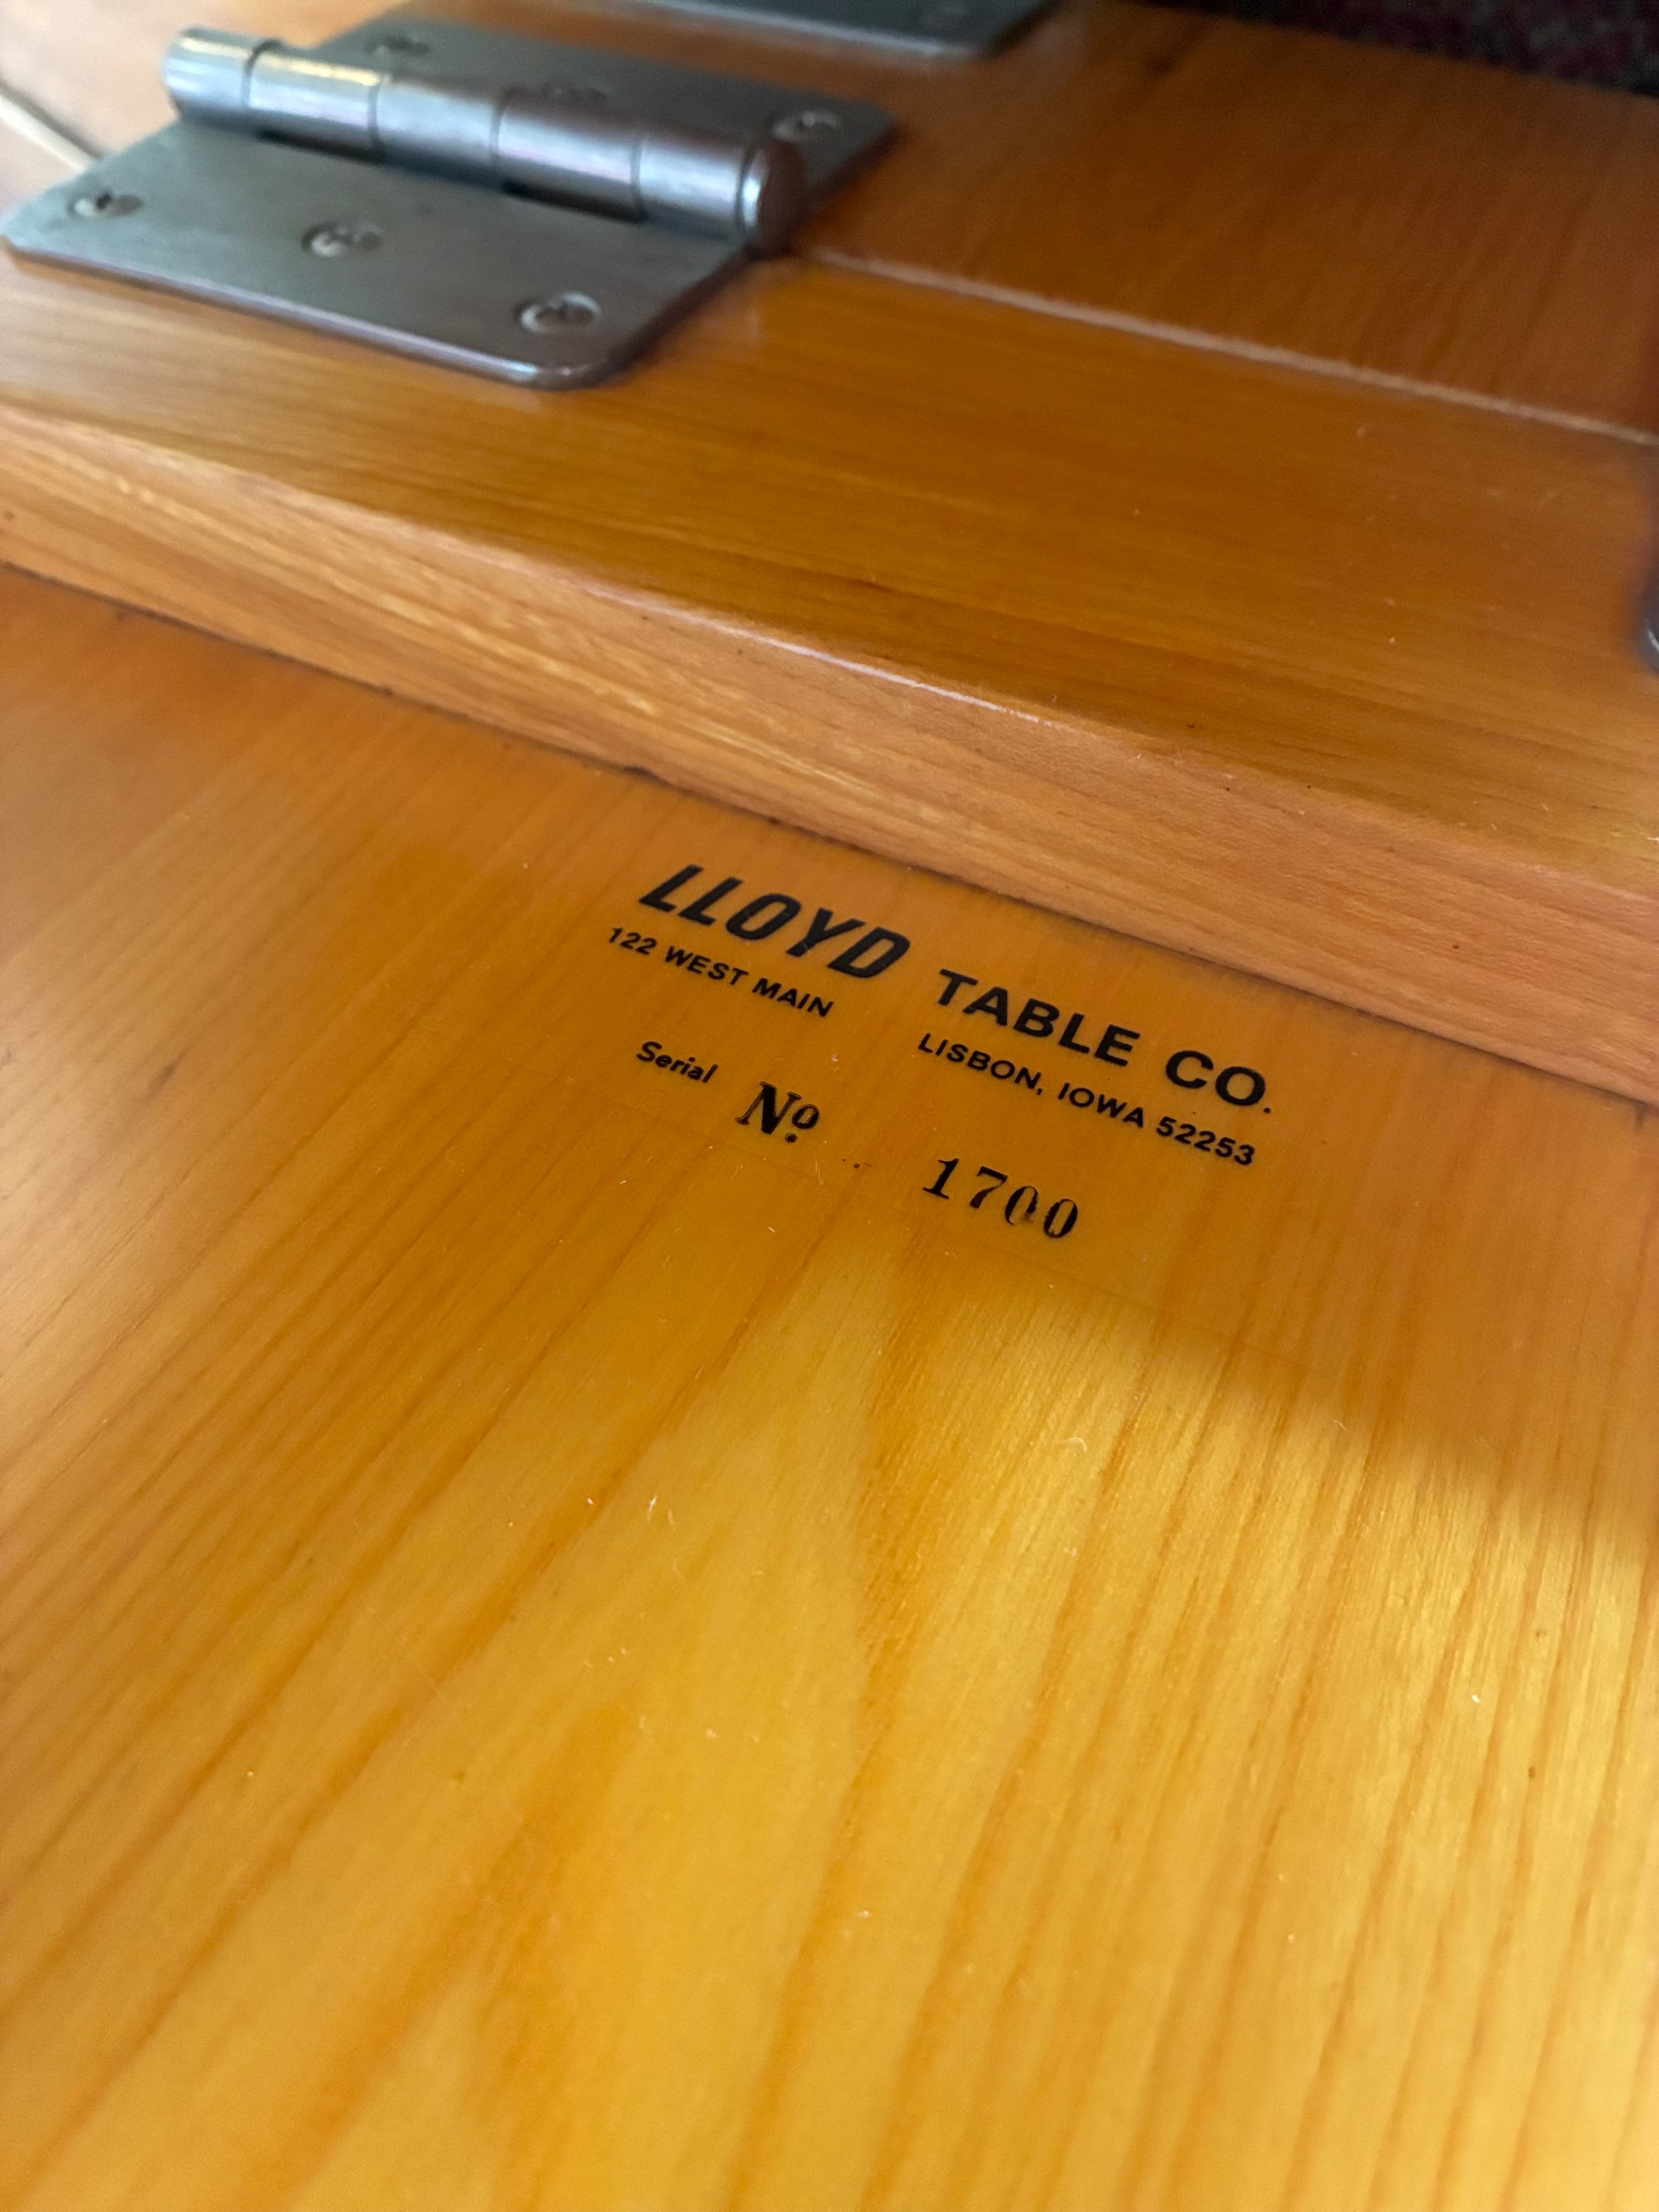 LLOYD TABLE CO.
122 WEST MAIN LISBON, IOWA 52253
Serial Nº 1700